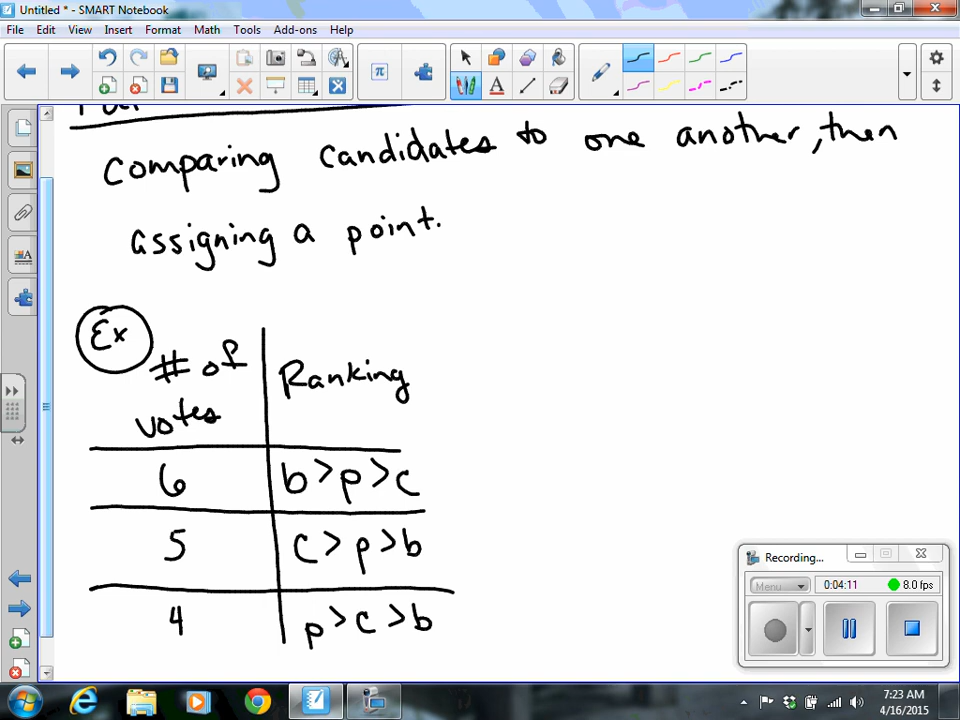 Untitled * - SMART Notebook
File Edit View Insert Format Math Tools Add-ons Help
comparing candidates to one another, then
assigning a point.
Ex
# of votes Ranking
6 b>p>c
5 c>p>b
4 p>c>b
Recording...
Menu 0:04:11 8.0 fps
7:23 AM
4/16/2015